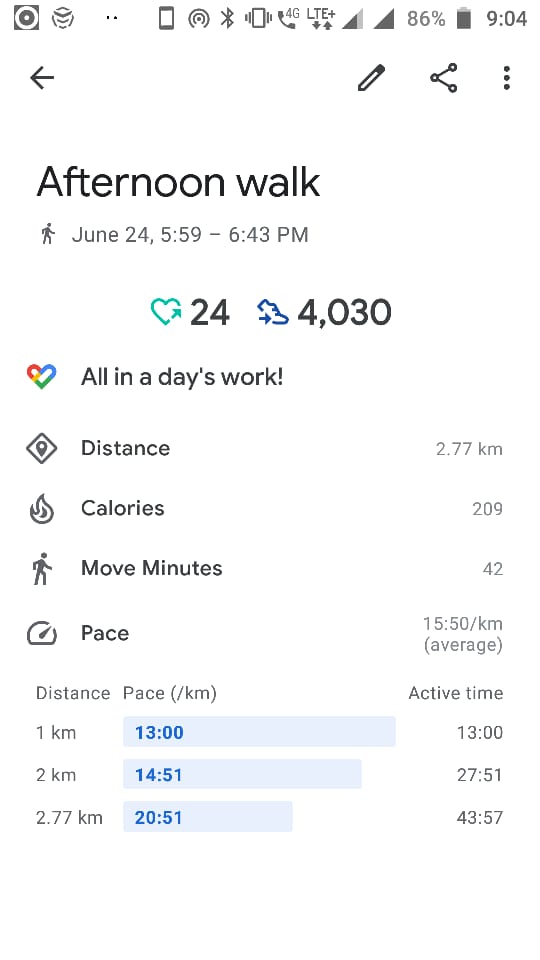 4G LTE+ 86% 9:04
Afternoon walk
June 24, 5:59 – 6:43 PM
24 4,030
All in a day's work!
Distance 2.77 km
Calories 209
Move Minutes 42
Pace 15:50/km
(average)
Distance Pace (/km) Active time
1 km 13:00 13:00
2 km 14:51 27:51
2.77 km 20:51 43:57